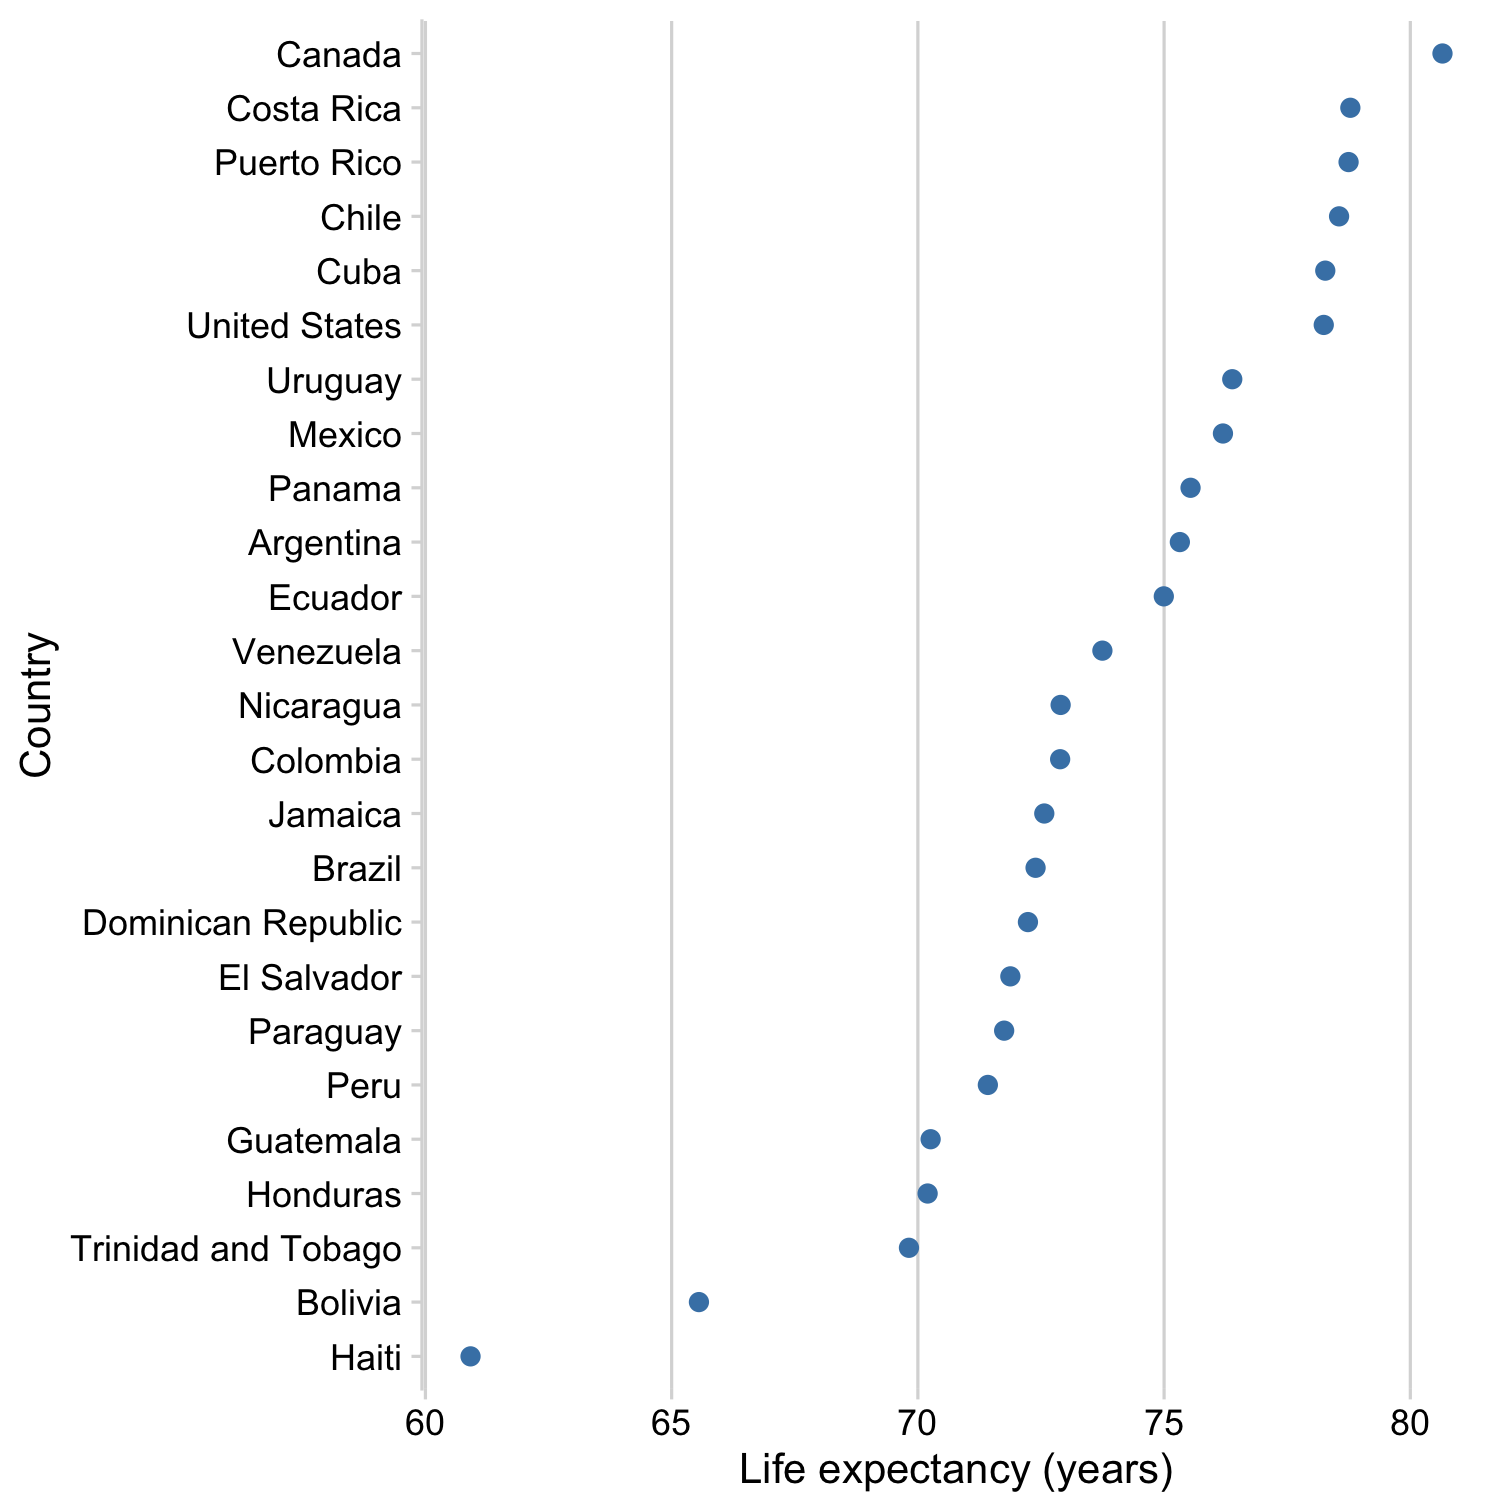 Canada
Costa Rica
Puerto Rico
Chile
Cuba
United States
Uruguay
Mexico
Panama
Argentina
Ecuador
Venezuela
Nicaragua
Colombia
Jamaica
Brazil
Dominican Republic
El Salvador
Paraguay
Peru
Guatemala
Honduras
Trinidad and Tobago
Bolivia
Haiti
Country
60 65 70 75 80
Life expectancy (years)